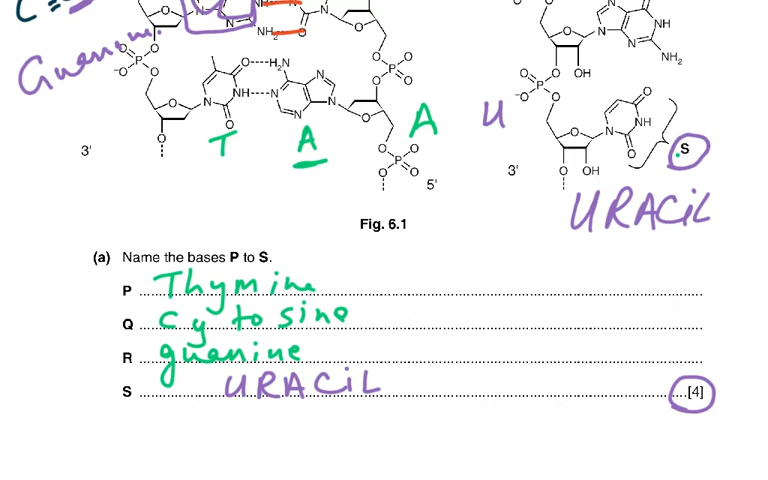 C
Guanine.
NH₂
O
O
P
O
⁻O
O
O
N
NH
O
O
H₂N
N
N
N
N
O
O
P
O
⁻O
O
O
O
P
O
T
A
A
3'
5'
O
N
N
NH
N
NH₂
O
OH
O
P
O
⁻O
O
O
N
O
NH
O
O
OH
U
S
3'
URACiL
Fig. 6.1
(a) Name the bases P to S.
P Thymine
Q Cytosine
R guanine
S URACiL [4]